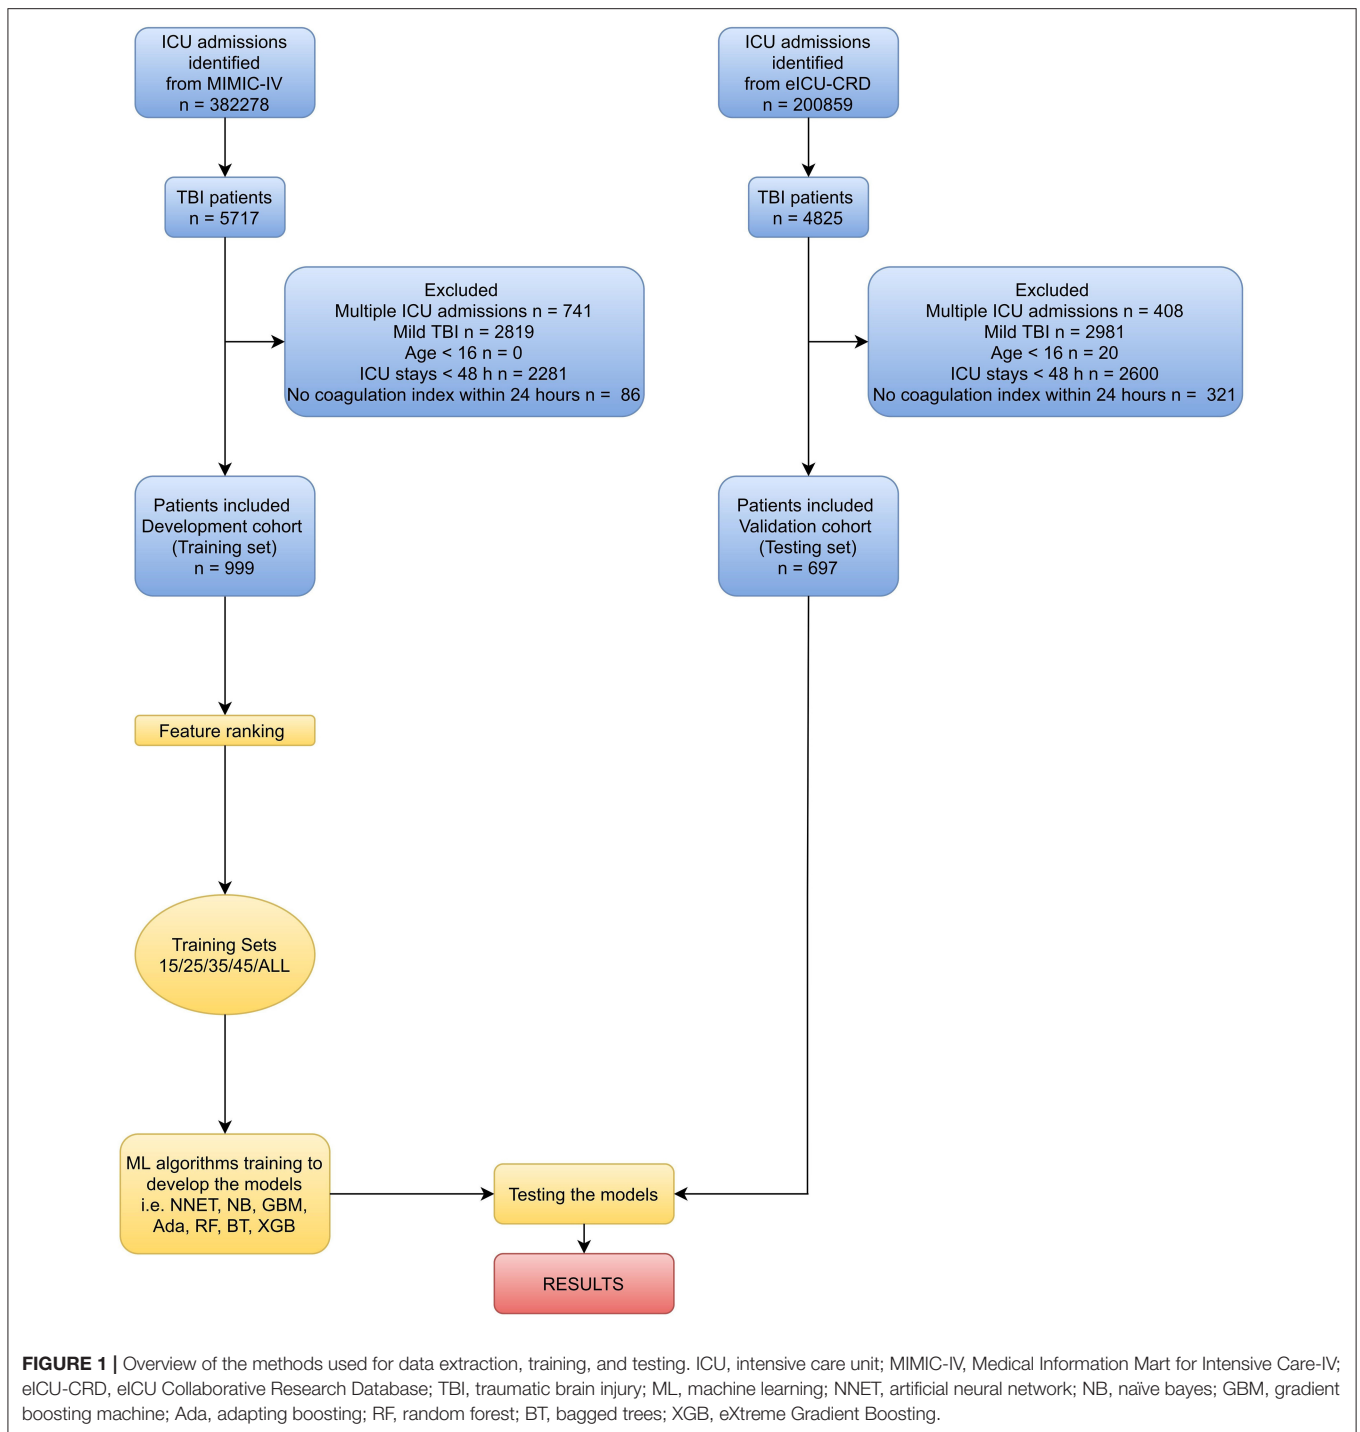 ICU admissions
identified
from MIMIC-IV
n = 382278
ICU admissions
identified
from eICU-CRD
n = 200859
TBI patients
n = 5717
TBI patients
n = 4825
Excluded
Multiple ICU admissions n = 741
Mild TBI n = 2819
Age < 16 n = 0
ICU stays < 48 h n = 2281
No coagulation index within 24 hours n =  86
Excluded
Multiple ICU admissions n = 408
Mild TBI n = 2981
Age < 16 n = 20
ICU stays < 48 h n = 2600
No coagulation index within 24 hours n =  321
Patients included
Development cohort
(Training set)
n = 999
Patients included
Validation cohort
(Testing set)
n = 697
Feature ranking
Training Sets
15/25/35/45/ALL
ML algorithms training to
develop the models
i.e. NNET, NB, GBM,
Ada, RF, BT, XGB
Testing the models
RESULTS
FIGURE 1 | Overview of the methods used for data extraction, training, and testing. ICU, intensive care unit; MIMIC-IV, Medical Information Mart for Intensive Care-IV;
eICU-CRD, eICU Collaborative Research Database; TBI, traumatic brain injury; ML, machine learning; NNET, artificial neural network; NB, naïve bayes; GBM, gradient
boosting machine; Ada, adapting boosting; RF, random forest; BT, bagged trees; XGB, eXtreme Gradient Boosting.